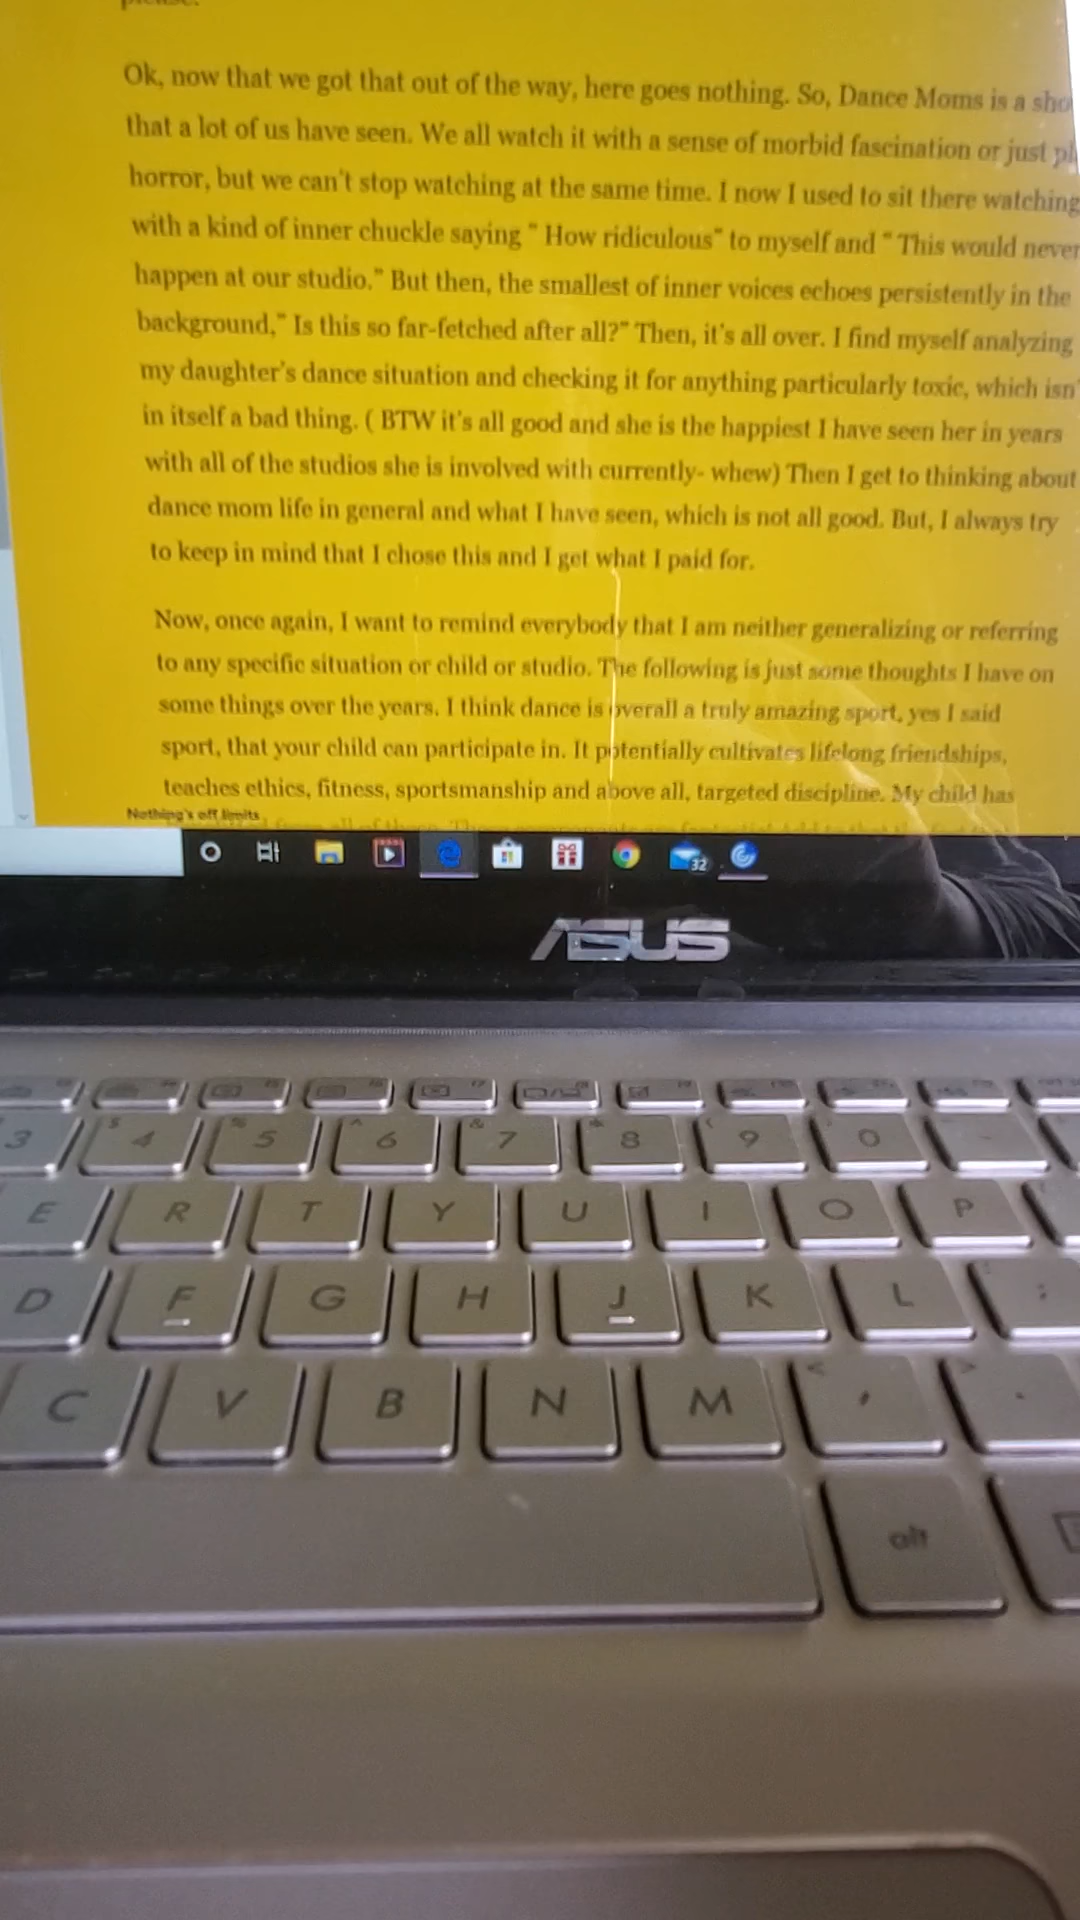 please.
Ok, now that we got that out of the way, here goes nothing. So, Dance Moms is a
that a lot of us have seen. We all watch it with a sense of morbid fascination or just
horror, but we can't stop watching at the same time. I now I used to sit there watching
with a kind of inner chuckle saying " How ridiculous" to myself and " This would never
happen at our studio." But then, the smallest of inner voices echoes persistently in the
background," Is this so far-fetched after all?" Then, it's all over. I find myself analyzing
my daughter's dance situation and checking it for anything particularly toxic, which isn'
in itself a bad thing. ( BTW it's all good and she is the happiest I have seen her in years
with all of the studios she is involved with currently- whew) Then I get to thinking about
dance mom life in general and what I have seen, which is not all good. But, I always try
to keep in mind that I chose this and I get what I paid for.
Now, once again, I want to remind everybody that I am neither generalizing or referring
to any specific situation or child or studio. The following is just some thoughts I have on
some things over the years. I think dance is overall a truly amazing sport, yes I said
sport, that your child can participate in. It potentially cultivates lifelong friendships,
teaches ethics, fitness, sportsmanship and above all, targeted discipline. My child has
Nothing's off limits
32
ASUS
3 $ 4 % 5 ^ 6 & 7 * 8 ( 9 ) 0
E R T Y U I O P
D F G H J K L ;
C V B N M < , > .
alt